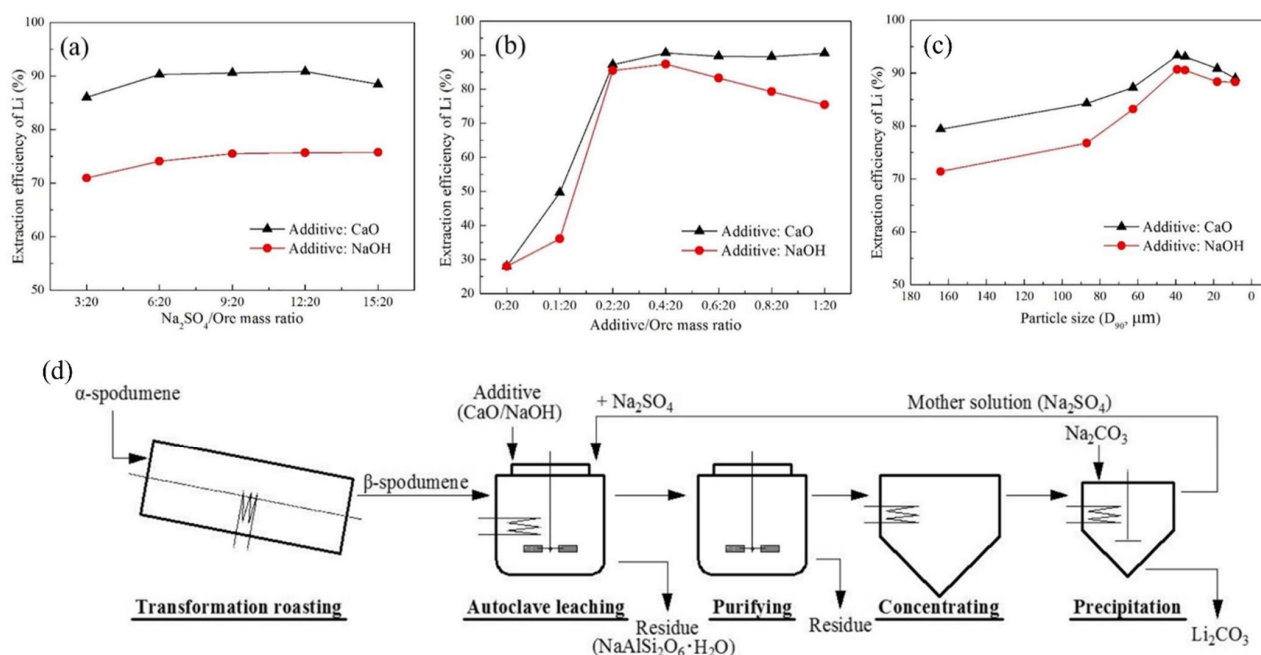 (a)
Extraction efficiency of Li (%)
100
90
80
70
60
50
Additive: CaO
Additive: NaOH
3:20 6:20 9:20 12:20 15:20
Na₂SO₄/Ore mass ratio
(b)
Extraction efficiency of Li (%)
100
90
80
70
60
50
40
30
20
Additive: CaO
Additive: NaOH
0:20 0.1:20 0.2:20 0.4:20 0.6:20 0.8:20 1:20
Additive/Ore mass ratio
(c)
Extraction efficiency of Li (%)
100
90
80
70
60
50
Additive: CaO
Additive: NaOH
180 160 140 120 100 80 60 40 20 0
Particle size (D₉₀, μm)
(d)
α-spodumene
β-spodumene
Additive
(CaO/NaOH)
+ Na₂SO₄
Mother solution (Na₂SO₄)
Na₂CO₃
Transformation roasting
Autoclave leaching
Purifying
Concentrating
Precipitation
Residue
(NaAlSi₂O₆·H₂O)
Residue
Li₂CO₃